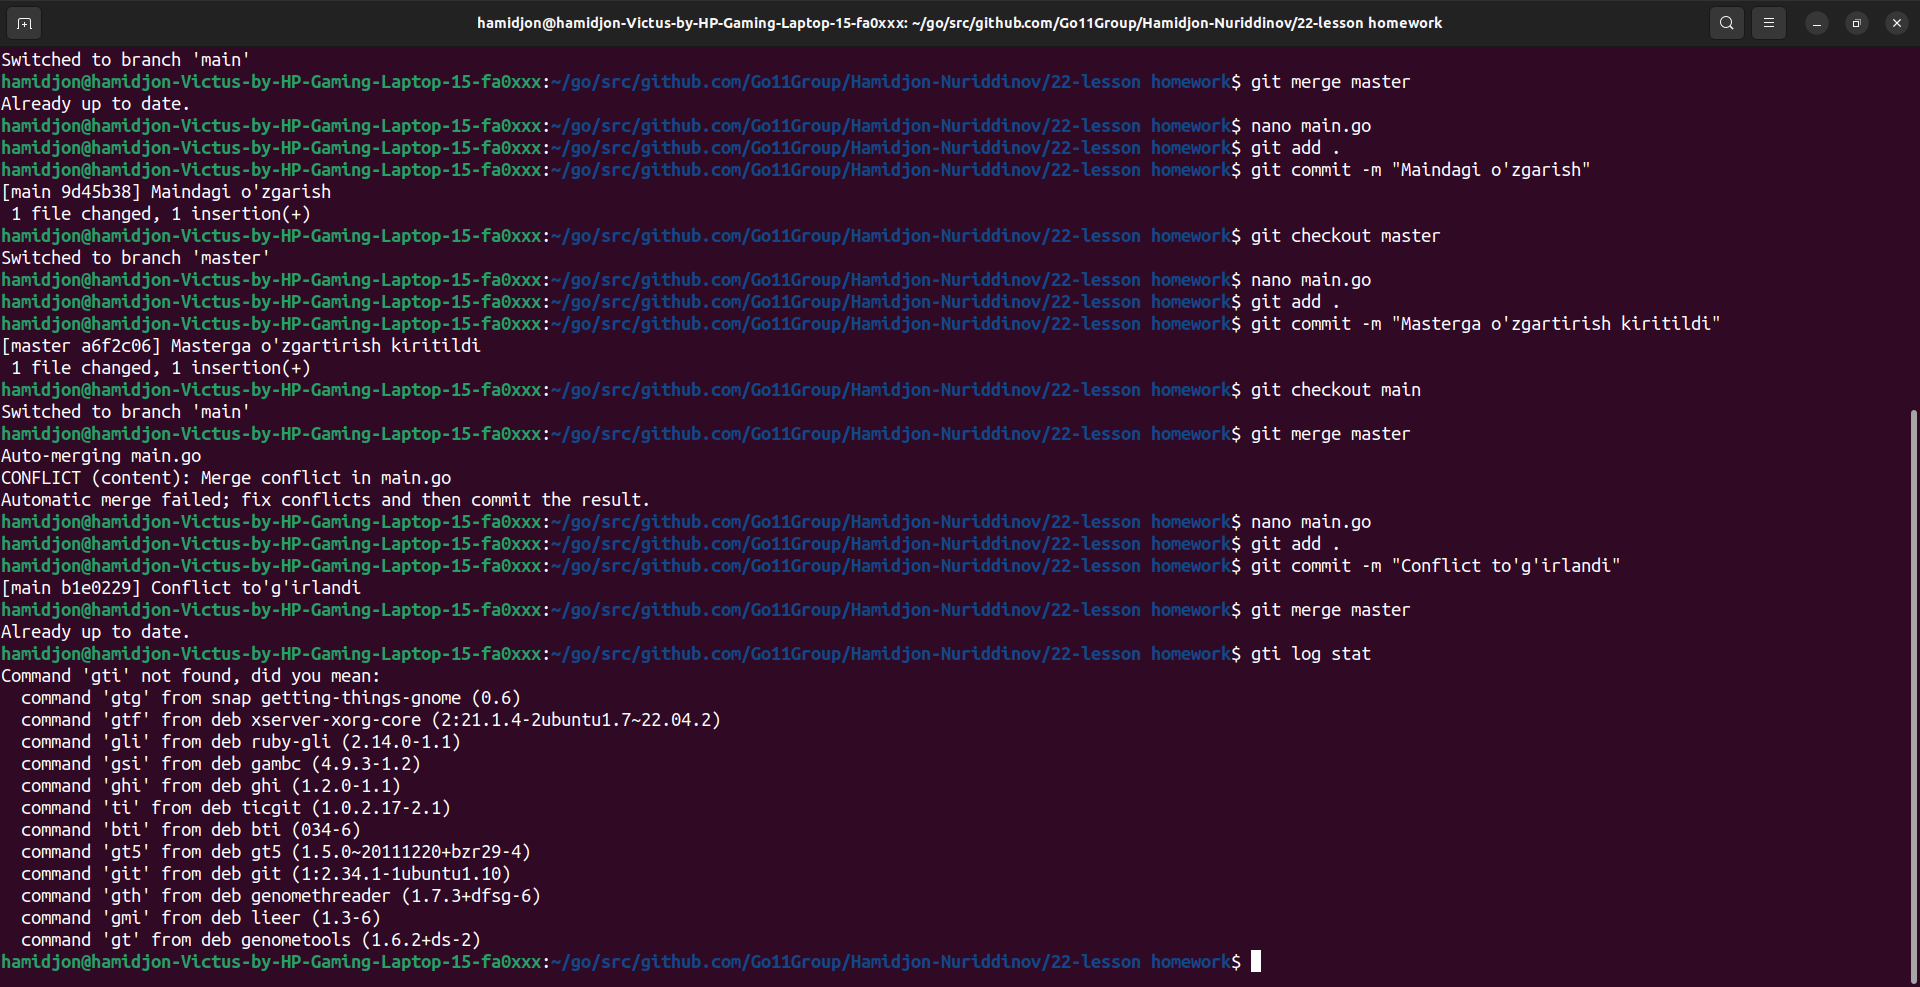 hamidjon@hamidjon-Victus-by-HP-Gaming-Laptop-15-fa0xxx: ~/go/src/github.com/Go11Group/Hamidjon-Nuriddinov/22-lesson homework
Switched to branch 'main'
hamidjon@hamidjon-Victus-by-HP-Gaming-Laptop-15-fa0xxx:~/go/src/github.com/Go11Group/Hamidjon-Nuriddinov/22-lesson homework$ git merge master
Already up to date.
hamidjon@hamidjon-Victus-by-HP-Gaming-Laptop-15-fa0xxx:~/go/src/github.com/Go11Group/Hamidjon-Nuriddinov/22-lesson homework$ nano main.go
hamidjon@hamidjon-Victus-by-HP-Gaming-Laptop-15-fa0xxx:~/go/src/github.com/Go11Group/Hamidjon-Nuriddinov/22-lesson homework$ git add .
hamidjon@hamidjon-Victus-by-HP-Gaming-Laptop-15-fa0xxx:~/go/src/github.com/Go11Group/Hamidjon-Nuriddinov/22-lesson homework$ git commit -m "Maindagi o'zgarish"
[main 9d45b38] Maindagi o'zgarish
 1 file changed, 1 insertion(+)
hamidjon@hamidjon-Victus-by-HP-Gaming-Laptop-15-fa0xxx:~/go/src/github.com/Go11Group/Hamidjon-Nuriddinov/22-lesson homework$ git checkout master
Switched to branch 'master'
hamidjon@hamidjon-Victus-by-HP-Gaming-Laptop-15-fa0xxx:~/go/src/github.com/Go11Group/Hamidjon-Nuriddinov/22-lesson homework$ nano main.go
hamidjon@hamidjon-Victus-by-HP-Gaming-Laptop-15-fa0xxx:~/go/src/github.com/Go11Group/Hamidjon-Nuriddinov/22-lesson homework$ git add .
hamidjon@hamidjon-Victus-by-HP-Gaming-Laptop-15-fa0xxx:~/go/src/github.com/Go11Group/Hamidjon-Nuriddinov/22-lesson homework$ git commit -m "Masterga o'zgartirish kiritildi"
[master a6f2c06] Masterga o'zgartirish kiritildi
 1 file changed, 1 insertion(+)
hamidjon@hamidjon-Victus-by-HP-Gaming-Laptop-15-fa0xxx:~/go/src/github.com/Go11Group/Hamidjon-Nuriddinov/22-lesson homework$ git checkout main
Switched to branch 'main'
hamidjon@hamidjon-Victus-by-HP-Gaming-Laptop-15-fa0xxx:~/go/src/github.com/Go11Group/Hamidjon-Nuriddinov/22-lesson homework$ git merge master
Auto-merging main.go
CONFLICT (content): Merge conflict in main.go
Automatic merge failed; fix conflicts and then commit the result.
hamidjon@hamidjon-Victus-by-HP-Gaming-Laptop-15-fa0xxx:~/go/src/github.com/Go11Group/Hamidjon-Nuriddinov/22-lesson homework$ nano main.go
hamidjon@hamidjon-Victus-by-HP-Gaming-Laptop-15-fa0xxx:~/go/src/github.com/Go11Group/Hamidjon-Nuriddinov/22-lesson homework$ git add .
hamidjon@hamidjon-Victus-by-HP-Gaming-Laptop-15-fa0xxx:~/go/src/github.com/Go11Group/Hamidjon-Nuriddinov/22-lesson homework$ git commit -m "Conflict to'g'irlandi"
[main b1e0229] Conflict to'g'irlandi
hamidjon@hamidjon-Victus-by-HP-Gaming-Laptop-15-fa0xxx:~/go/src/github.com/Go11Group/Hamidjon-Nuriddinov/22-lesson homework$ git merge master
Already up to date.
hamidjon@hamidjon-Victus-by-HP-Gaming-Laptop-15-fa0xxx:~/go/src/github.com/Go11Group/Hamidjon-Nuriddinov/22-lesson homework$ gti log stat
Command 'gti' not found, did you mean:
  command 'gtg' from snap getting-things-gnome (0.6)
  command 'gtf' from deb xserver-xorg-core (2:21.1.4-2ubuntu1.7~22.04.2)
  command 'gli' from deb ruby-gli (2.14.0-1.1)
  command 'gsi' from deb gambc (4.9.3-1.2)
  command 'ghi' from deb ghi (1.2.0-1.1)
  command 'ti' from deb ticgit (1.0.2.17-2.1)
  command 'bti' from deb bti (034-6)
  command 'gt5' from deb gt5 (1.5.0~20111220+bzr29-4)
  command 'git' from deb git (1:2.34.1-1ubuntu1.10)
  command 'gth' from deb genomethreader (1.7.3+dfsg-6)
  command 'gmi' from deb lieer (1.3-6)
  command 'gt' from deb genometools (1.6.2+ds-2)
hamidjon@hamidjon-Victus-by-HP-Gaming-Laptop-15-fa0xxx:~/go/src/github.com/Go11Group/Hamidjon-Nuriddinov/22-lesson homework$